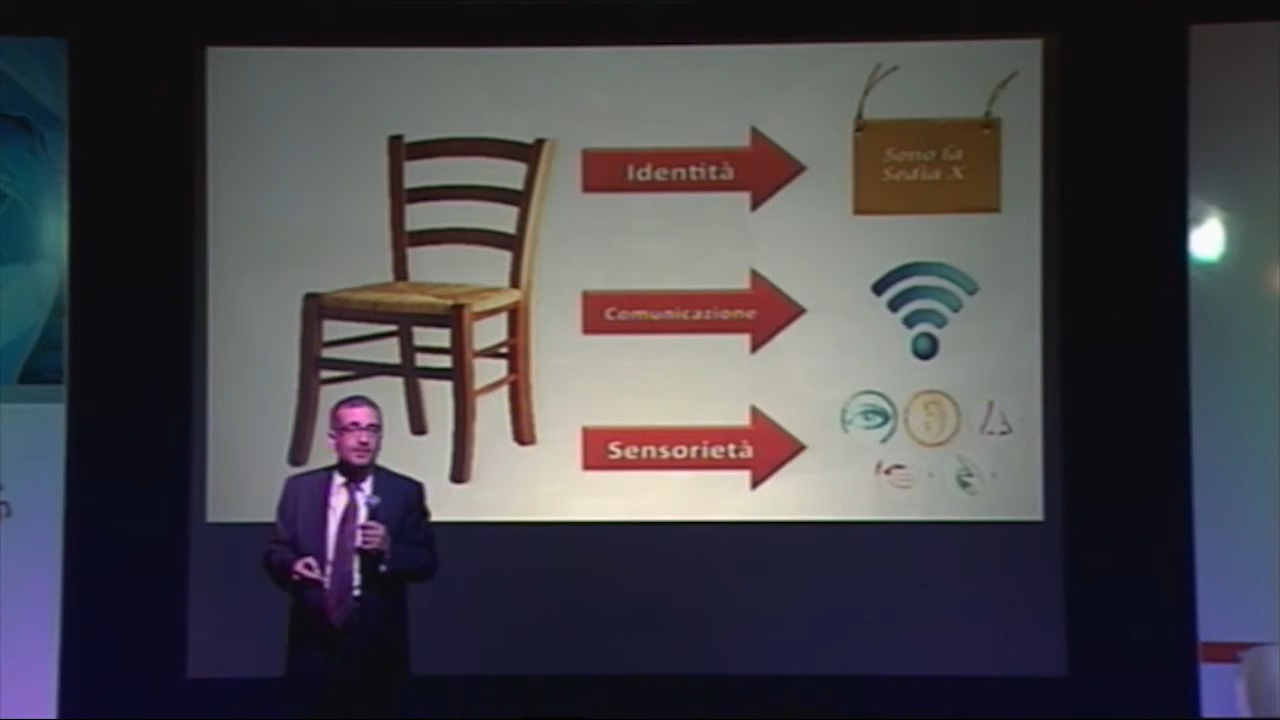 Identità
Sono la
Sedia X
Comunicazione
Sensorietà